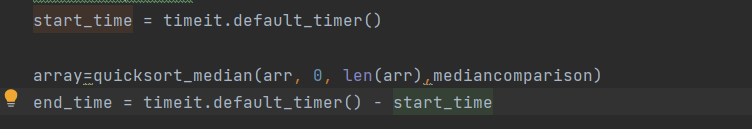 start_time = timeit.default_timer()
array=quicksort_median(arr, 0, len(arr),mediancomparison)
end_time = timeit.default_timer() - start_time